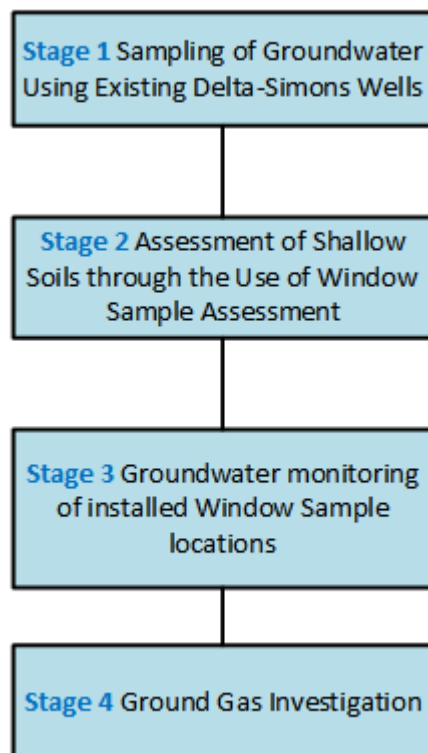 Stage 1 Sampling of Groundwater
Using Existing Delta-Simons Wells
Stage 2 Assessment of Shallow
Soils through the Use of Window
Sample Assessment
Stage 3 Groundwater monitoring
of installed Window Sample
locations
Stage 4 Ground Gas Investigation